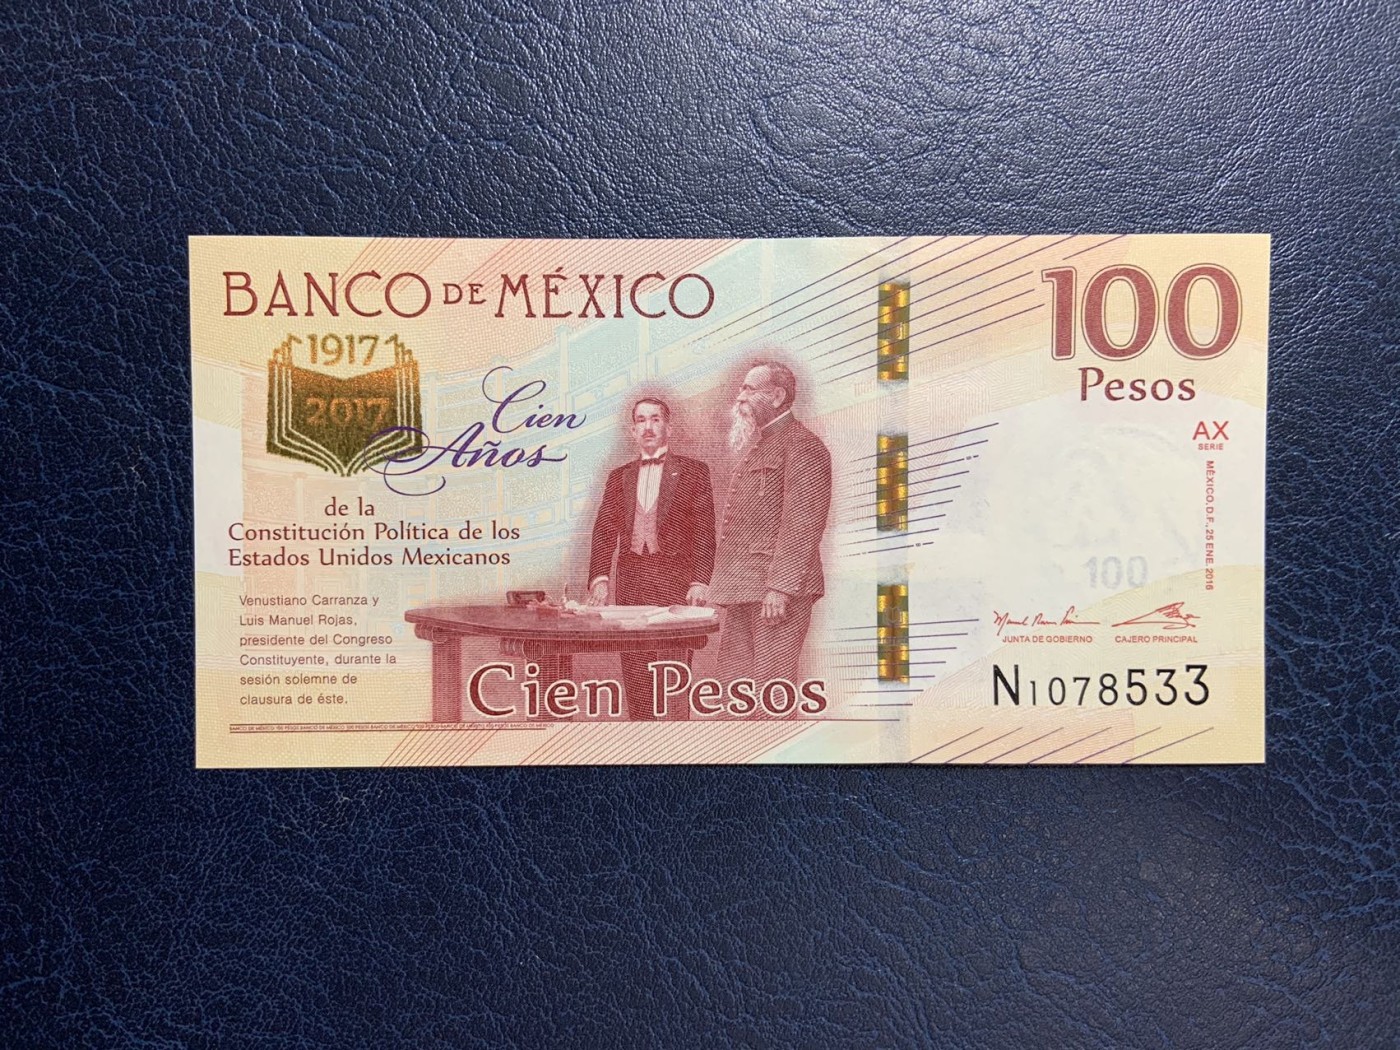 BANCO DE MÉXICO
1917
2017
Cien
Años
de la
Constitución Política de los
Estados Unidos Mexicanos
Venustiano Carranza y
Luis Manuel Rojas,
presidente del Congreso
Constituyente, durante la
sesión solemne de
clausura de éste.
Cien Pesos
100
Pesos
AX
SERIE
MÉXICO, D.F., 25 ENE. 2016
100
JUNTA DE GOBIERNO
CAJERO PRINCIPAL
N1078533